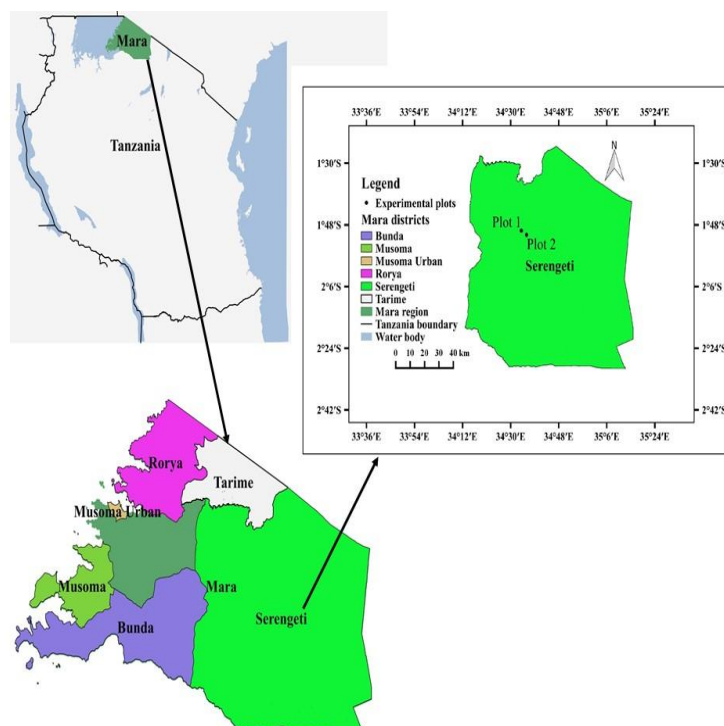 Mara
Tanzania
33°36'E 33°54'E 34°12'E 34°30'E 34°48'E 35°6'E 35°24'E
N
1°30'S 1°30'S
Legend
Experimental plots
Mara districts
Bunda
Musoma
Musoma Urban
Rorya
Serengeti
Tarime
Mara region
Tanzania boundary
Water body
0 10 20 30 40 km
1°48'S 1°48'S
Plot 1
Plot 2
Serengeti
2°6'S 2°6'S
2°24'S 2°24'S
2°42'S 2°42'S
33°36'E 33°54'E 34°12'E 34°30'E 34°48'E 35°6'E 35°24'E
Rorya
Tarime
Musoma Urban
Musoma
Mara
Bunda
Serengeti